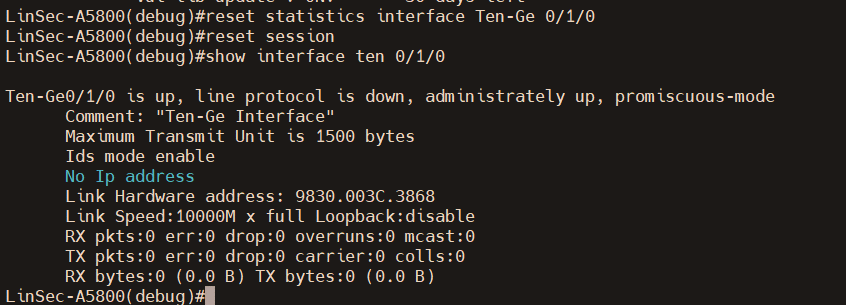 LinSec-A5800(debug)#reset statistics interface Ten-Ge 0/1/0
LinSec-A5800(debug)#reset session
LinSec-A5800(debug)#show interface ten 0/1/0
Ten-Ge0/1/0 is up, line protocol is down, administrately up, promiscuous-mode
Comment: "Ten-Ge Interface"
Maximum Transmit Unit is 1500 bytes
Ids mode enable
No Ip address
Link Hardware address: 9830.003C.3868
Link Speed:10000M x full Loopback:disable
RX pkts:0 err:0 drop:0 overruns:0 mcast:0
TX pkts:0 err:0 drop:0 carrier:0 colls:0
RX bytes:0 (0.0 B) TX bytes:0 (0.0 B)
LinSec-A5800(debug)#